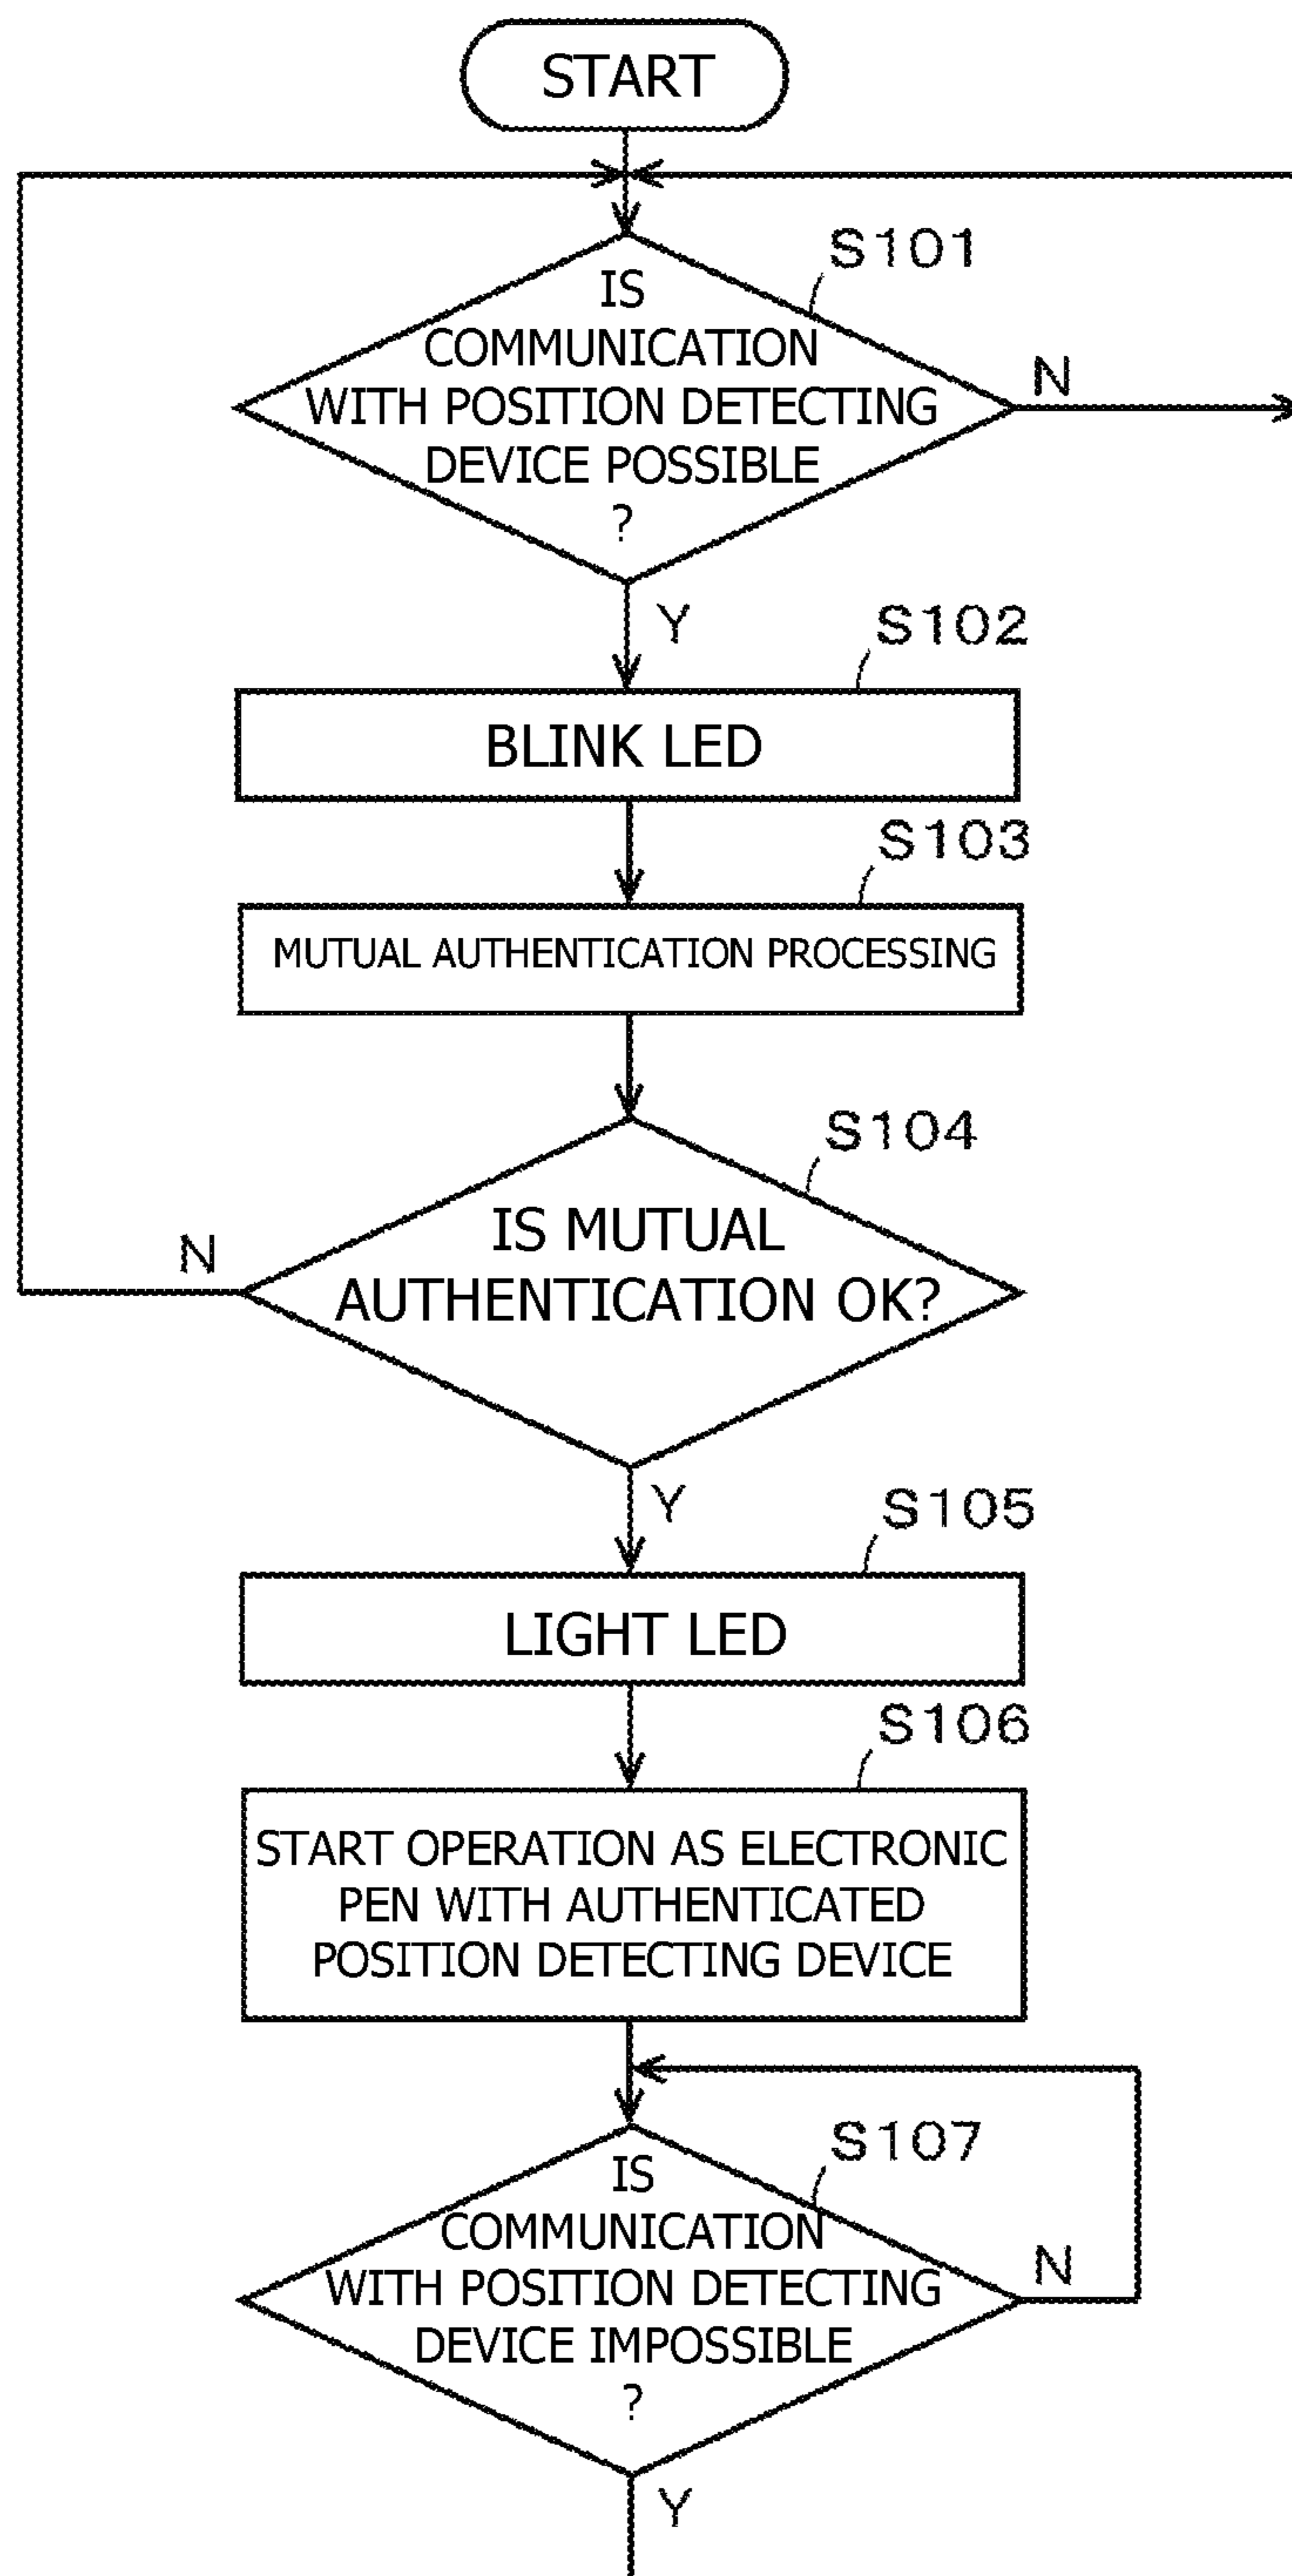 START
S101
IS
COMMUNICATION
WITH POSITION DETECTING
DEVICE POSSIBLE
?
N
Y
S102
BLINK LED
S103
MUTUAL AUTHENTICATION PROCESSING
S104
IS MUTUAL
AUTHENTICATION OK?
N
Y
S105
LIGHT LED
S106
START OPERATION AS ELECTRONIC
PEN WITH AUTHENTICATED
POSITION DETECTING DEVICE
S107
IS
COMMUNICATION
WITH POSITION DETECTING
DEVICE IMPOSSIBLE
?
N
Y